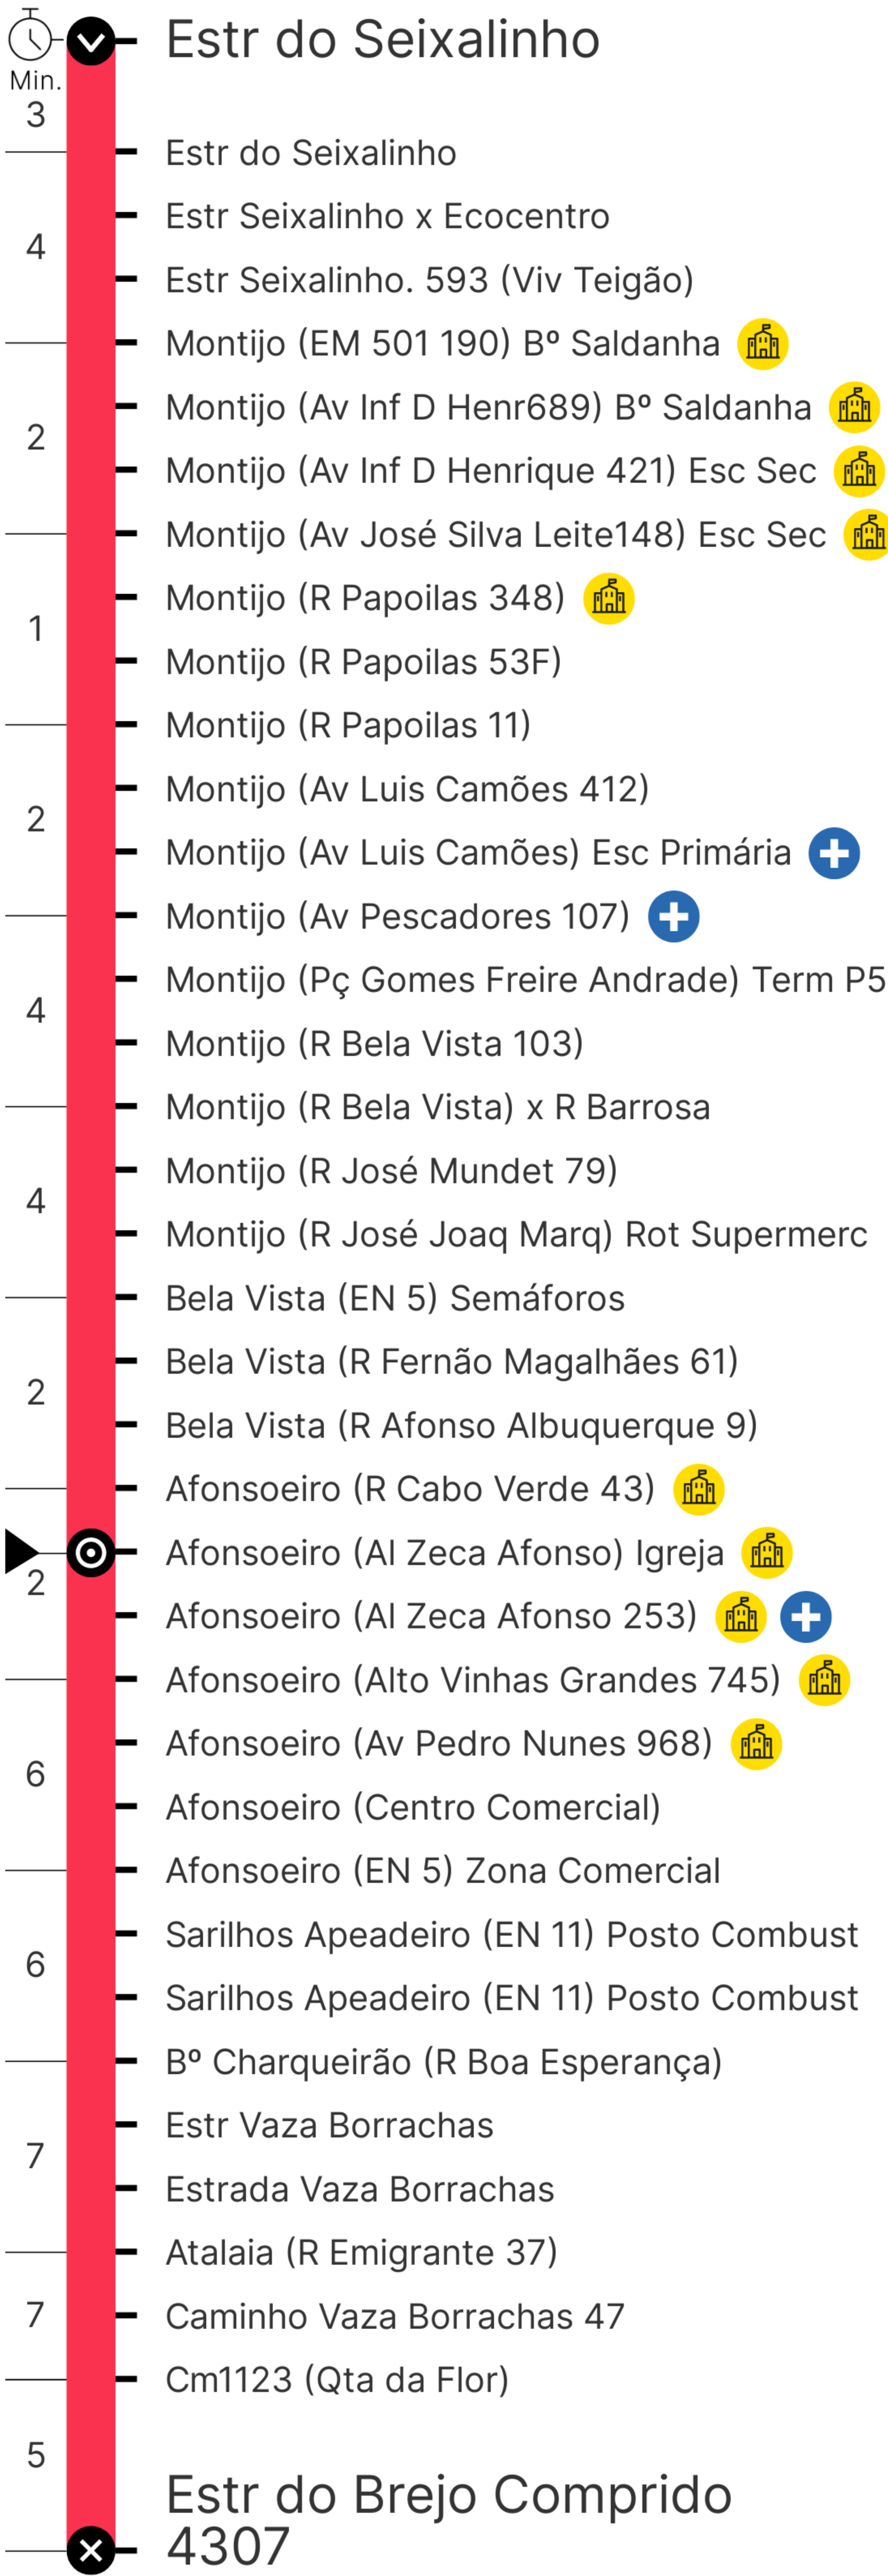 Estr do Seixalinho
Min.
3
Estr do Seixalinho
Estr Seixalinho x Ecocentro
4
Estr Seixalinho. 593 (Viv Teigão)
Montijo (EM 501 190) Bº Saldanha
Montijo (Av Inf D Henr689) Bº Saldanha
2
Montijo (Av Inf D Henrique 421) Esc Sec
Montijo (Av José Silva Leite148) Esc Sec
Montijo (R Papoilas 348)
1
Montijo (R Papoilas 53F)
Montijo (R Papoilas 11)
Montijo (Av Luis Camões 412)
2
Montijo (Av Luis Camões) Esc Primária
Montijo (Av Pescadores 107)
Montijo (Pç Gomes Freire Andrade) Term P5
4
Montijo (R Bela Vista 103)
Montijo (R Bela Vista) x R Barrosa
Montijo (R José Mundet 79)
4
Montijo (R José Joaq Marq) Rot Supermerc
Bela Vista (EN 5) Semáforos
Bela Vista (R Fernão Magalhães 61)
2
Bela Vista (R Afonso Albuquerque 9)
Afonsoeiro (R Cabo Verde 43)
Afonsoeiro (Al Zeca Afonso) Igreja
2
Afonsoeiro (Al Zeca Afonso 253)
Afonsoeiro (Alto Vinhas Grandes 745)
Afonsoeiro (Av Pedro Nunes 968)
6
Afonsoeiro (Centro Comercial)
Afonsoeiro (EN 5) Zona Comercial
Sarilhos Apeadeiro (EN 11) Posto Combust
6
Sarilhos Apeadeiro (EN 11) Posto Combust
Bº Charqueirão (R Boa Esperança)
Estr Vaza Borrachas
7
Estrada Vaza Borrachas
Atalaia (R Emigrante 37)
7
Caminho Vaza Borrachas 47
Cm1123 (Qta da Flor)
5
Estr do Brejo Comprido
4307